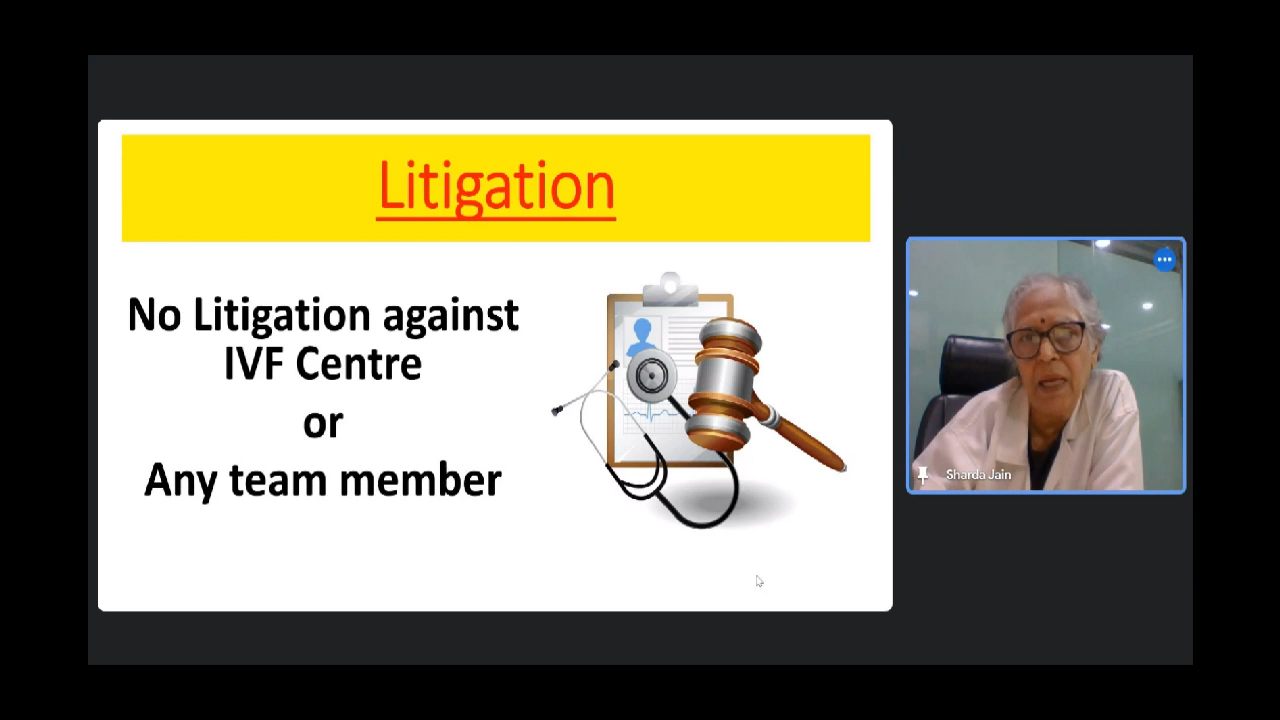 Litigation
No Litigation against
IVF Centre
or
Any team member
Sharda Jain